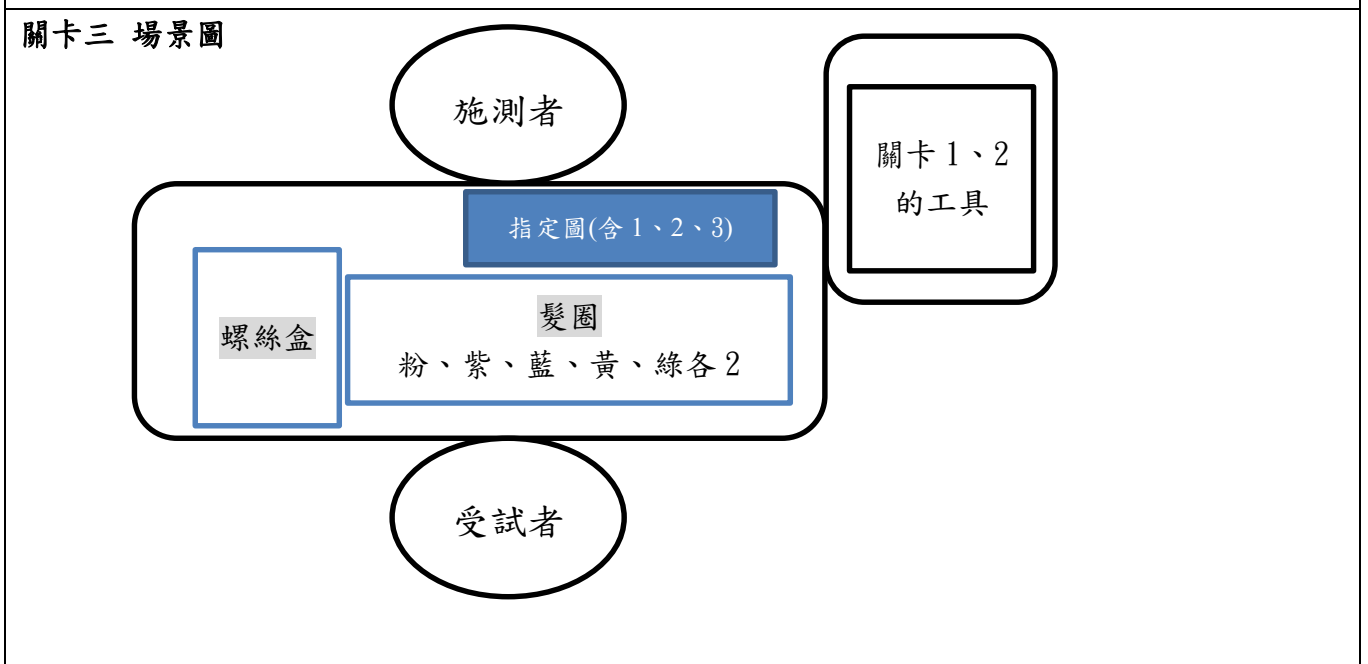 關卡三 場景圖
施測者
關卡1、2
的工具
指定圖(含1、2、3)
螺絲盒
髮圈
粉、紫、藍、黃、綠各2
受試者